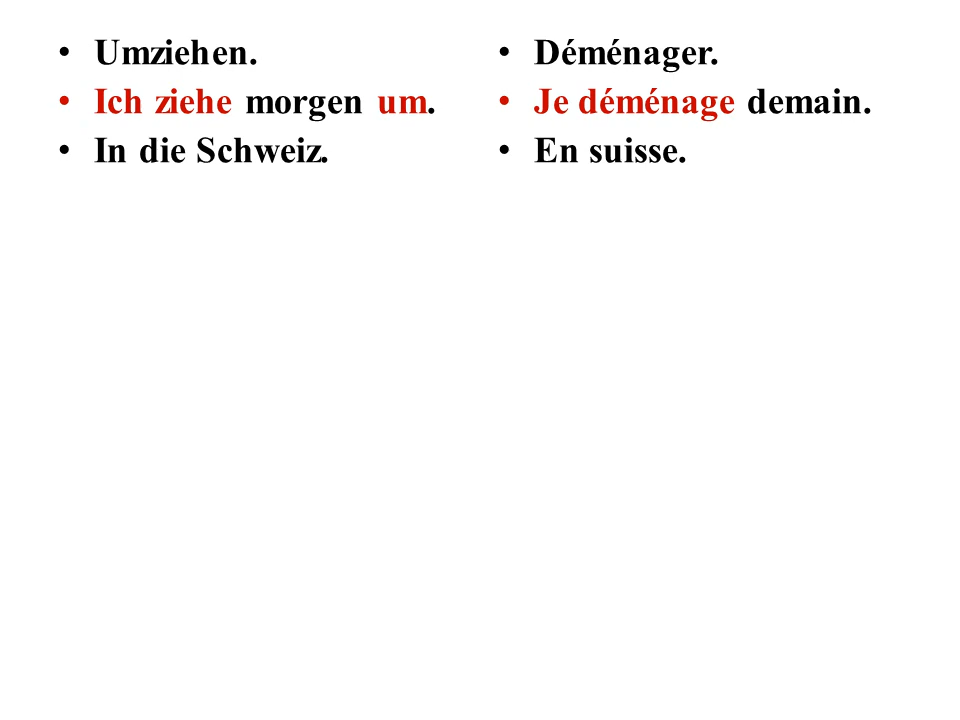 • Umziehen.
• Ich ziehe morgen um.
• In die Schweiz.
• Déménager.
• Je déménage demain.
• En suisse.